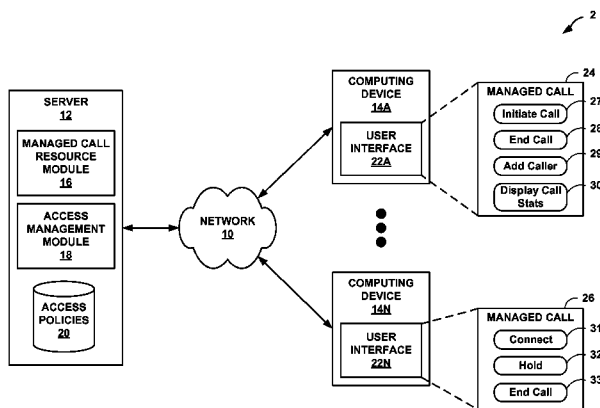 2
SERVER
12
MANAGED CALL
RESOURCE
MODULE
16
ACCESS
MANAGEMENT
MODULE
18
ACCESS
POLICIES
20
NETWORK
10
COMPUTING
DEVICE
14A
USER
INTERFACE
22A
24
MANAGED CALL
27
Initiate Call
28
End Call
29
Add Caller
30
Display Call
Stats
COMPUTING
DEVICE
14N
USER
INTERFACE
22N
26
MANAGED CALL
31
Connect
32
Hold
33
End Call